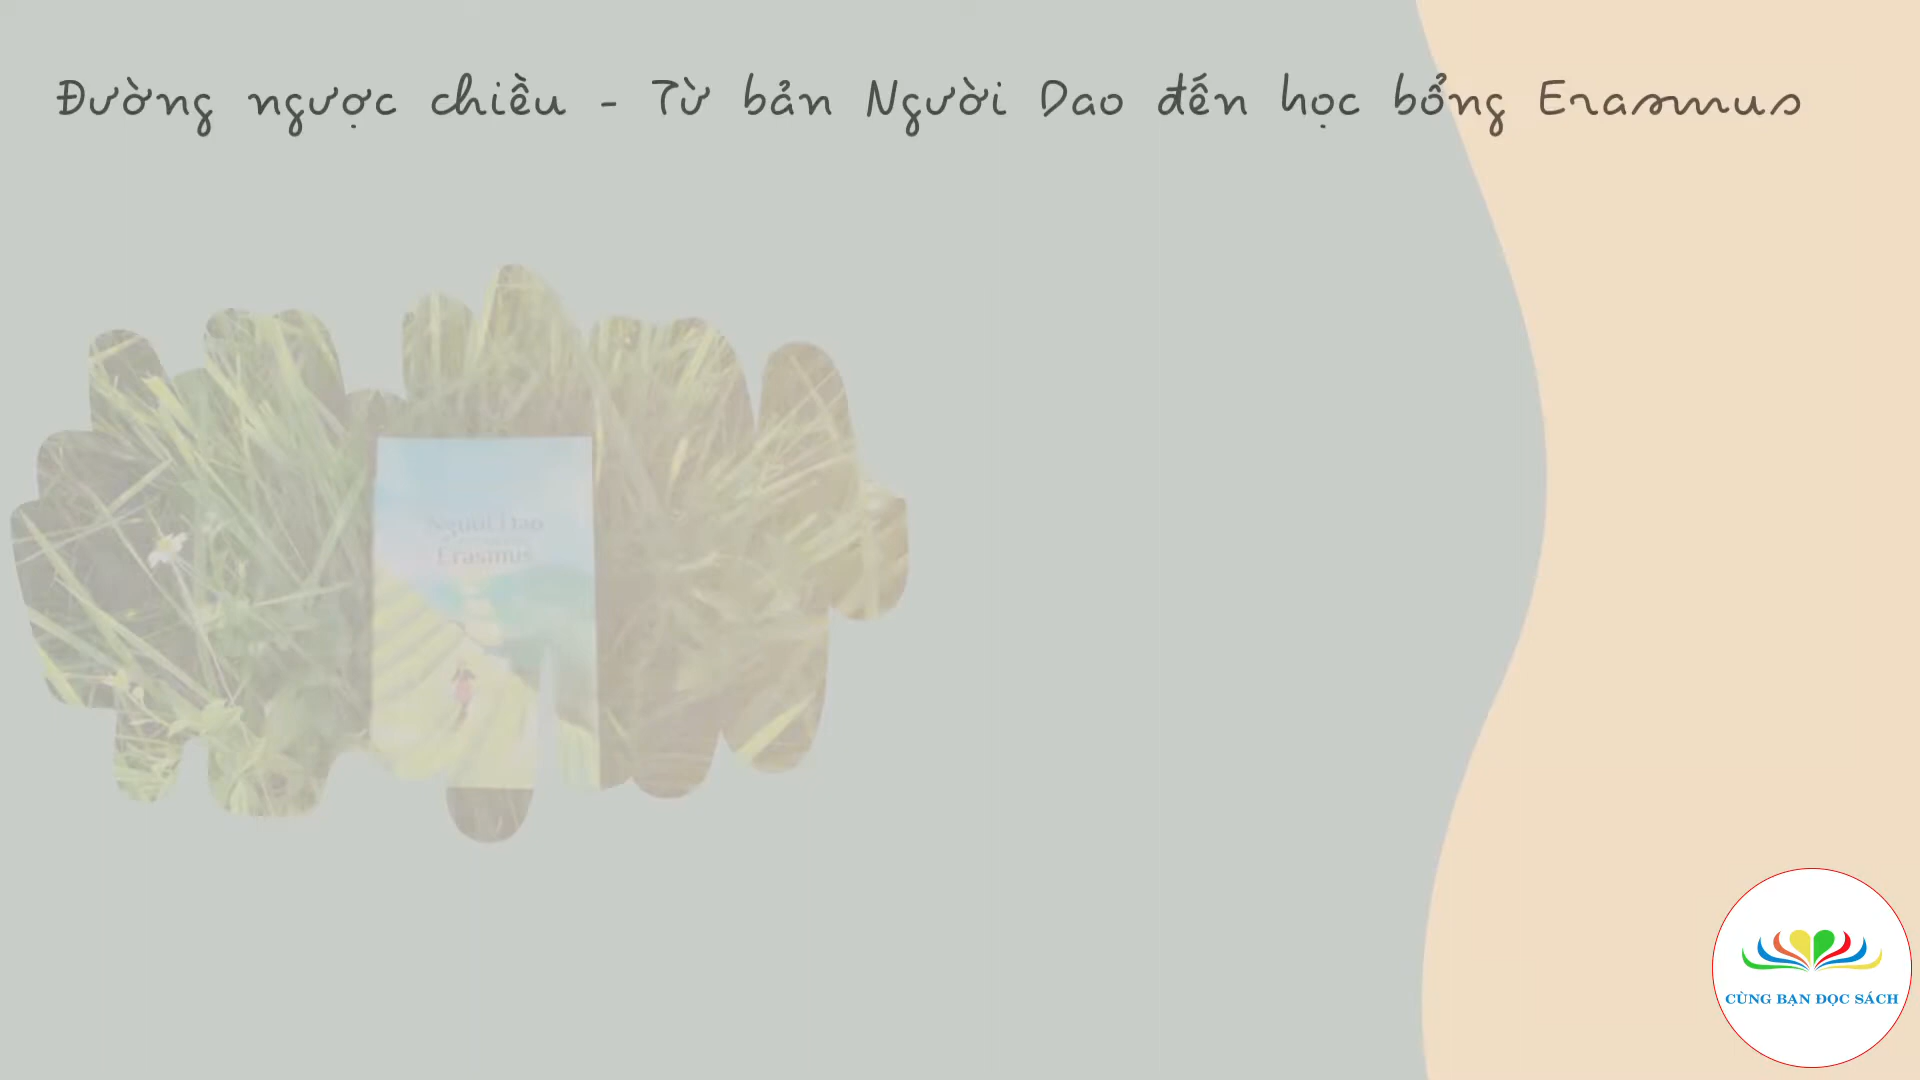 Đường ngược chiều - Từ bản Người Dao đến học bổng Erasmus
Người Dao
Erasmus
CÙNG BẠN ĐỌC SÁCH